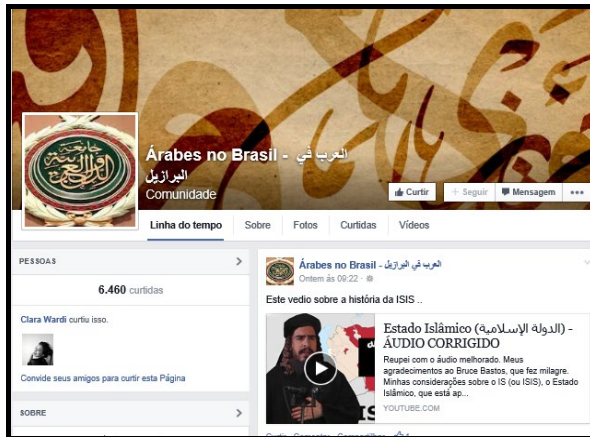 Árabes no Brasil - العرب في
البرازيل
Comunidade
Curtir
Seguir
Mensagem
Linha do tempo
Sobre
Fotos
Curtidas
Vídeos
PESSOAS
6.460 curtidas
Clara Wardi curtiu isso.
Convide seus amigos para curtir esta Página
SOBRE
Árabes no Brasil - العرب في البرازيل
Ontem às 09:22
Este vedio sobre a história da ISIS ..
Estado Islâmico (الدولة الإسلامية) -
ÁUDIO CORRIGIDO
Reupei com o áudio melhorado. Meus
agradecimentos ao Bruce Bastos, que fez milagre.
Minhas considerações sobre o IS (ou ISIS), o Estado
Islâmico, que está ap...
YOUTUBE.COM
Curtir Comentar Compartilhar